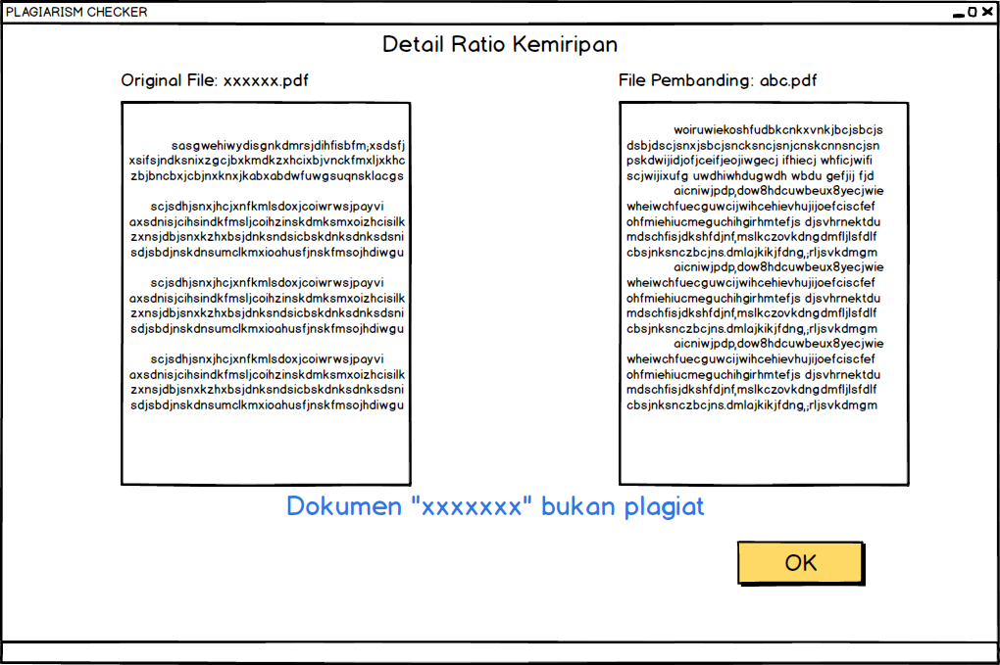 PLAGIARISM CHECKER
Detail Ratio Kemiripan
Original File: xxxxxx.pdf
sasgwehiwydisgnkdmrsjdihfisbfm;xsdsfj
xsifsjndksnixzgcjbxkmdkzxhcixbjvnckfmxljxkhc
zbjbncbxjcbjnxknxjkabxabdwfuwgsuqnsklacgs
scjsdhjsnxjhcjxnfkmlsdoxjcoiwrwsjpayvi
axsdnisjcihsindkfmsljcoihzinskdmksmxoizhcisilk
zxnsjdbjsnxkzhxbsjdnksndsicbskdnksdnksdsni
sdjsbdjnskdnsumclkmxioahusfjnskfmsojhdiwgu
scjsdhjsnxjhcjxnfkmlsdoxjcoiwrwsjpayvi
axsdnisjcihsindkfmsljcoihzinskdmksmxoizhcisilk
zxnsjdbjsnxkzhxbsjdnksndsicbskdnksdnksdsni
sdjsbdjnskdnsumclkmxioahusfjnskfmsojhdiwgu
scjsdhjsnxjhcjxnfkmlsdoxjcoiwrwsjpayvi
axsdnisjcihsindkfmsljcoihzinskdmksmxoizhcisilk
zxnsjdbjsnxkzhxbsjdnksndsicbskdnksdnksdsni
sdjsbdjnskdnsumclkmxioahusfjnskfmsojhdiwgu
File Pembanding: abc.pdf
woiruwiekoshfudbkcnkxvnkjbcjsbcjs
dsbjdscjsnxjsbcjsncksncjsnjcnskcnnsncjsn
pskdwijidjofjceifjeojiwgecj ifhiecj whficjwifi
scjwijixufg uwdhiwhdugwdh wbdu gefjij fjd
aicniwjpdp,dow8hdcuwbeux8yecjwie
wheiwchfuecguwcijwihcehievhujijoefciscfef
ohfmiehiucmeguchihgirhmtefjs djsvhrnektdu
mdschfisjdkshfdjnf,mslkczovkdngdmfljlsfdlf
cbsjnksnczbcjns.dmlajkikjfdng,;rljsvkdmgm
aicniwjpdp,dow8hdcuwbeux8yecjwie
wheiwchfuecguwcijwihcehievhujijoefciscfef
ohfmiehiucmeguchihgirhmtefjs djsvhrnektdu
mdschfisjdkshfdjnf,mslkczovkdngdmfljlsfdlf
cbsjnksnczbcjns.dmlajkikjfdng,;rljsvkdmgm
aicniwjpdp,dow8hdcuwbeux8yecjwie
wheiwchfuecguwcijwihcehievhujijoefciscfef
ohfmiehiucmeguchihgirhmtefjs djsvhrnektdu
mdschfisjdkshfdjnf,mslkczovkdngdmfljlsfdlf
cbsjnksnczbcjns.dmlajkikjfdng,;rljsvkdmgm
Dokumen "xxxxxxx" bukan plagiat
OK